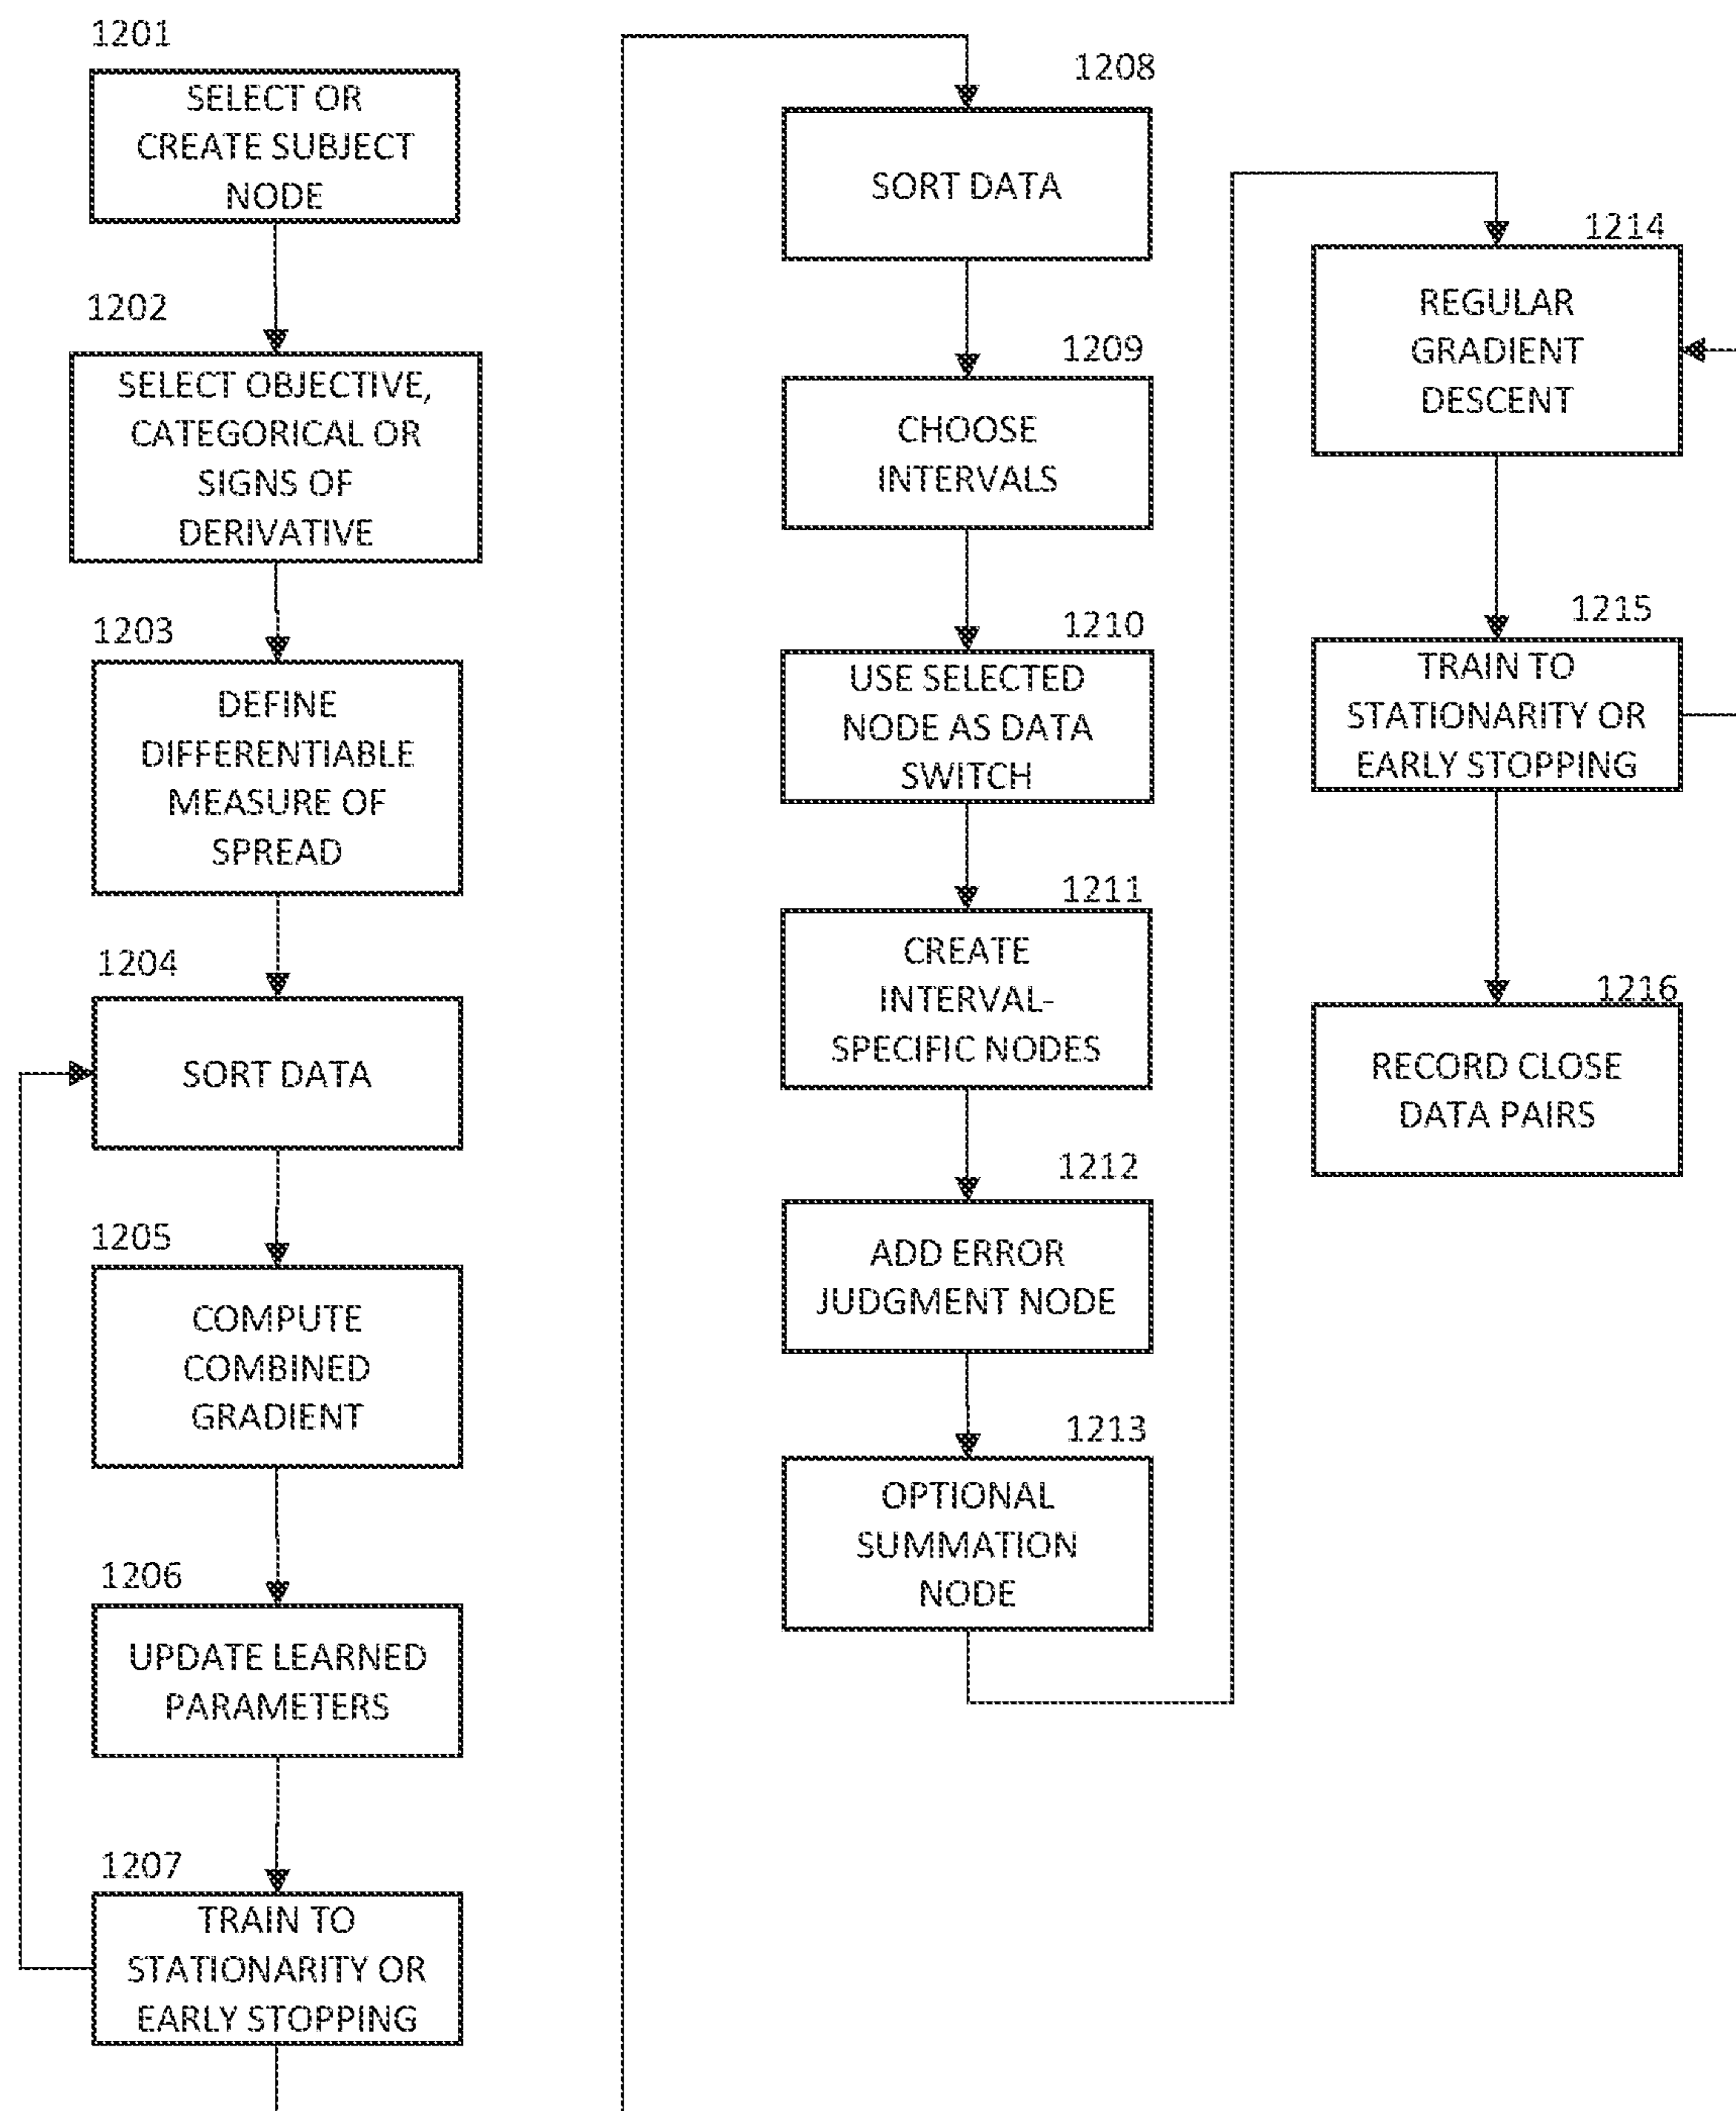 1201
SELECT OR
CREATE SUBJECT
NODE
1202
SELECT OBJECTIVE,
CATEGORICAL OR
SIGNS OF
DERIVATIVE
1203
DEFINE
DIFFERENTIABLE
MEASURE OF
SPREAD
1204
SORT DATA
1205
COMPUTE
COMBINED
GRADIENT
1206
UPDATE LEARNED
PARAMETERS
1207
TRAIN TO
STATIONARITY OR
EARLY STOPPING
1208
SORT DATA
1209
CHOOSE
INTERVALS
1210
USE SELECTED
NODE AS DATA
SWITCH
1211
CREATE
INTERVAL-
SPECIFIC NODES
1212
ADD ERROR
JUDGMENT NODE
1213
OPTIONAL
SUMMATION
NODE
1214
REGULAR
GRADIENT
DESCENT
1215
TRAIN TO
STATIONARITY OR
EARLY STOPPING
1216
RECORD CLOSE
DATA PAIRS